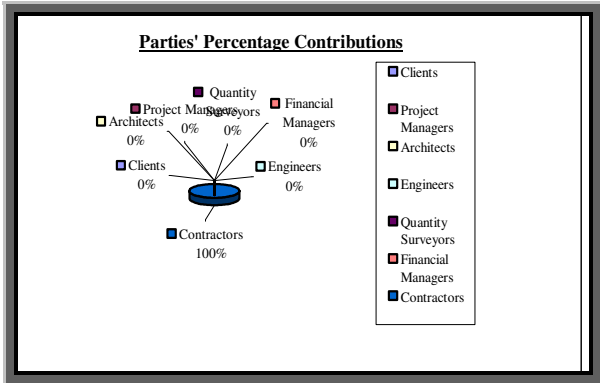 Parties' Percentage Contributions
Quantity
Surveyors
0%
Financial
Managers
0%
Project Managers
0%
Architects
0%
Clients
0%
Engineers
0%
Contractors
100%
Clients
Project
Managers
Architects
Engineers
Quantity
Surveyors
Financial
Managers
Contractors